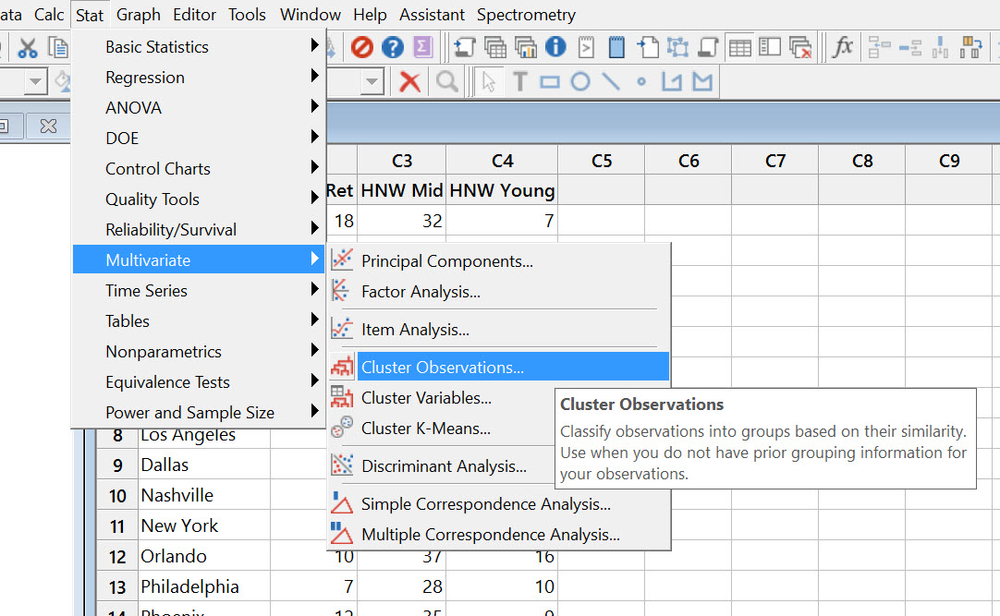 ata Calc Stat Graph Editor Tools Window Help Assistant Spectrometry
Basic Statistics
Regression
ANOVA
DOE
Control Charts
Quality Tools
Reliability/Survival
Multivariate
Time Series
Tables
Nonparametrics
Equivalence Tests
Power and Sample Size
fx
T
C3 C4 C5 C6 C7 C8 C9
Ret HNW Mid HNW Young
18 32 7
Principal Components...
Factor Analysis...
Item Analysis...
Cluster Observations...
Cluster Variables...
Cluster K-Means...
Discriminant Analysis...
Simple Correspondence Analysis...
Multiple Correspondence Analysis...
Cluster Observations
Classify observations into groups based on their similarity.
Use when you do not have prior grouping information for
your observations.
8 Los Angeles
9 Dallas
10 Nashville
11 New York
12 Orlando 10 37 16
13 Philadelphia 7 28 10
14 Phoenix 12 35 9